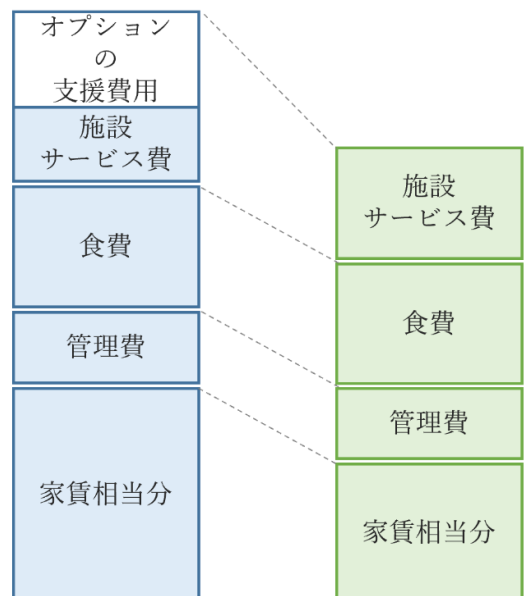 オプション
の
支援費用
施設
サービス費
食費
管理費
家賃相当分
施設
サービス費
食費
管理費
家賃相当分